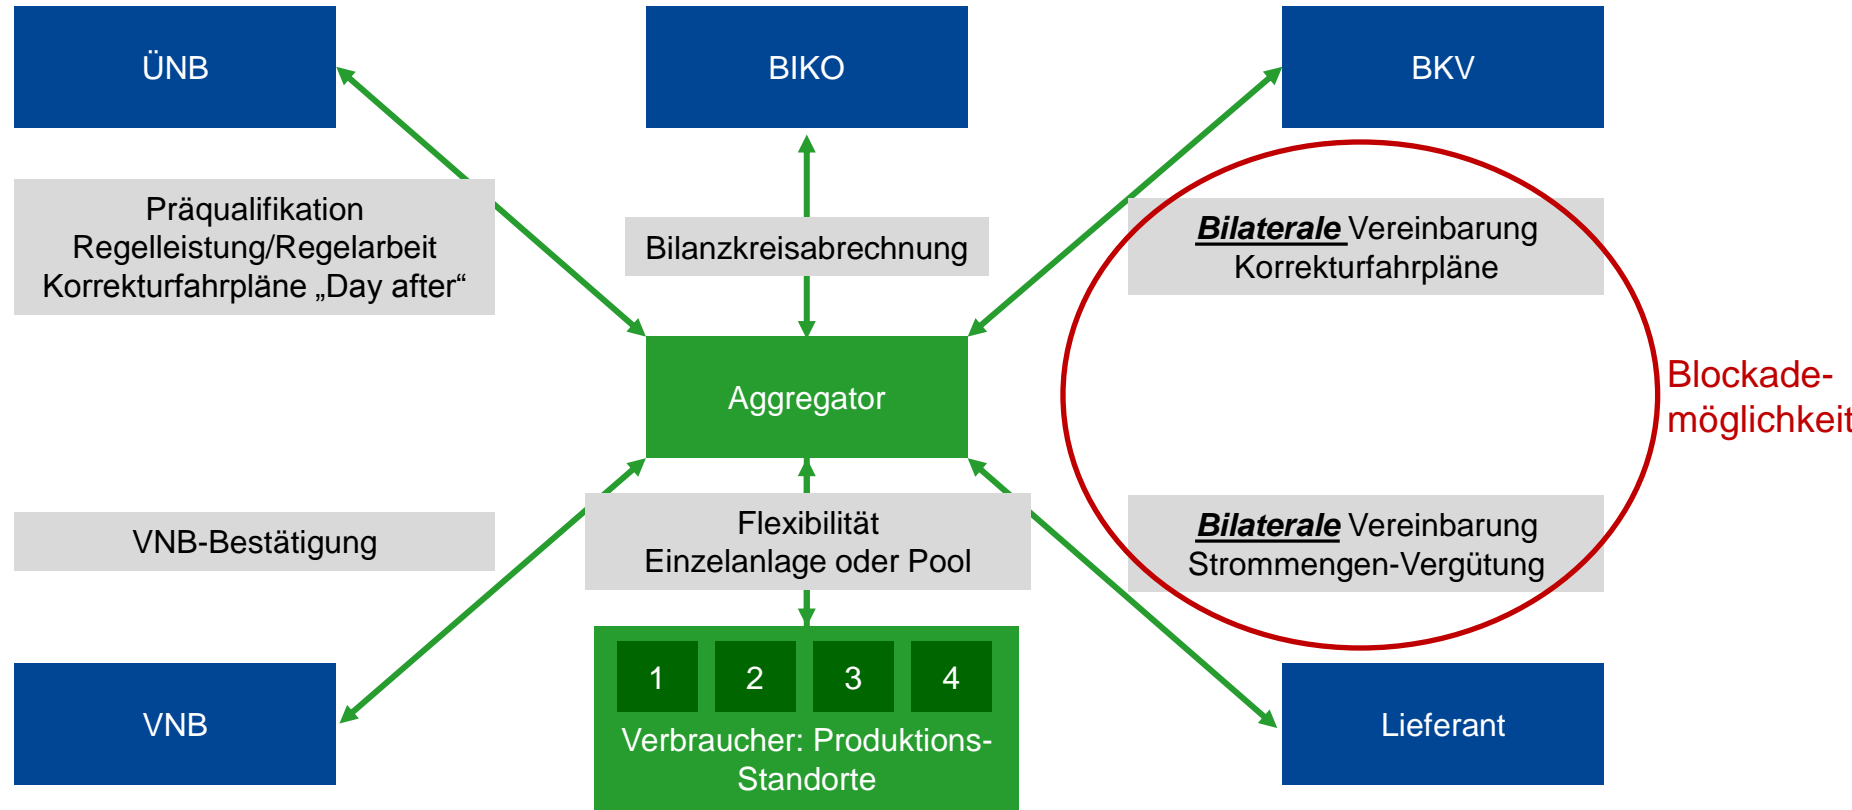 ÜNB
BIKO
BKV
Präqualifikation
Regelleistung/Regelarbeit
Korrekturfahrpläne „Day after“
Bilanzkreisabrechnung
Bilaterale Vereinbarung
Korrekturfahrpläne
Aggregator
Blockade-
möglichkeit
VNB-Bestätigung
Flexibilität
Einzelanlage oder Pool
Bilaterale Vereinbarung
Strommengen-Vergütung
VNB
1 2 3 4
Verbraucher: Produktions-
Standorte
Lieferant